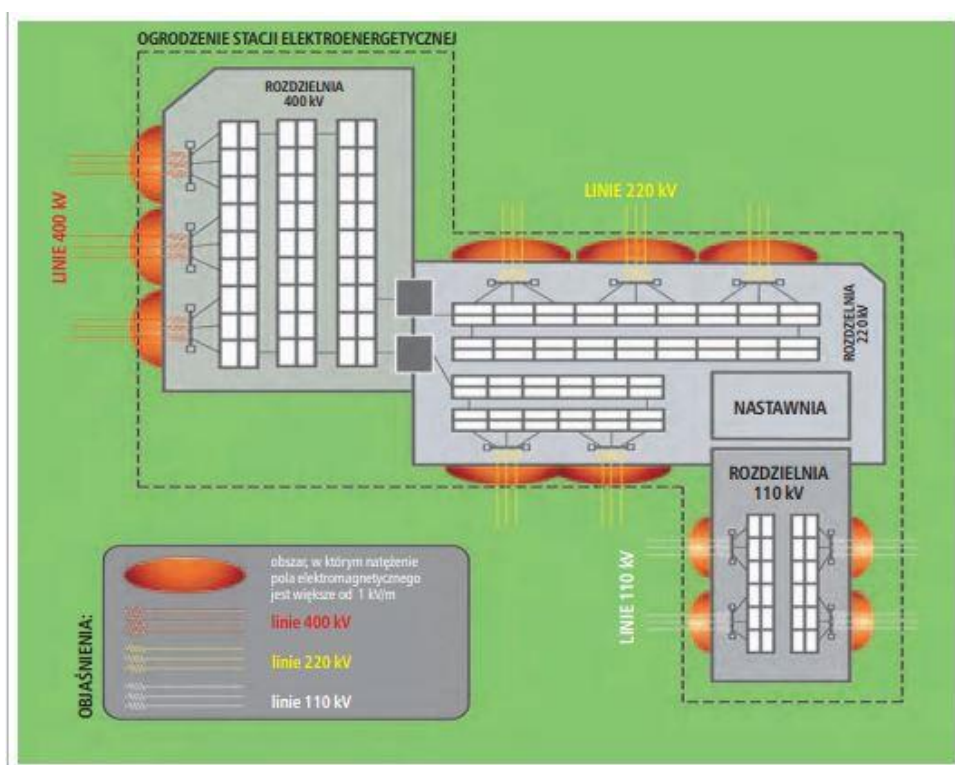 OGRODZENIE STACJI ELEKTROENERGETYCZNEJ
ROZDZIELNIA
400 kV
LINIE 400 kV
LINIE 220 kV
ROZDZIELNIA
220 kV
NASTAWNIA
ROZDZIELNIA
110 kV
LINIE 110 kV
OBJAŚNIENIA:
obszar, w którym natężenie
pola elektromagnetycznego
jest większe od 1 kV/m
linie 400 kV
linie 220 kV
linie 110 kV